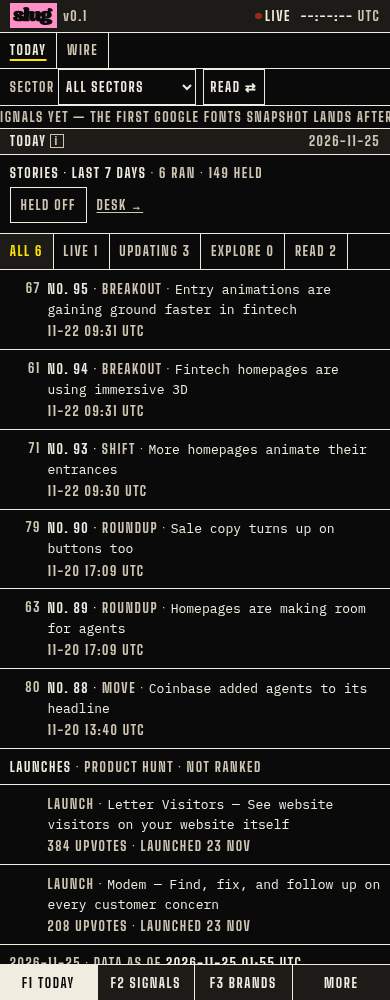 slug v0.1 LIVE --:--:-- UTC
TODAY WIRE
SECTOR ALL SECTORS READ ⇄
IGNALS YET — THE FIRST GOOGLE FONTS SNAPSHOT LANDS AFTER
TODAY i 2026-11-25
STORIES · LAST 7 DAYS · 6 RAN · 149 HELD
HELD OFF DESK →
ALL 6 LIVE 1 UPDATING 3 EXPLORE 0 READ 2
67 NO. 95 · BREAKOUT · Entry animations are
gaining ground faster in fintech
11-22 09:31 UTC
61 NO. 94 · BREAKOUT · Fintech homepages are
using immersive 3D
11-22 09:31 UTC
71 NO. 93 · SHIFT · More homepages animate their
entrances
11-22 09:30 UTC
79 NO. 90 · ROUNDUP · Sale copy turns up on
buttons too
11-20 17:09 UTC
63 NO. 89 · ROUNDUP · Homepages are making room
for agents
11-20 17:09 UTC
80 NO. 88 · MOVE · Coinbase added agents to its
headline
11-20 13:40 UTC
LAUNCHES · PRODUCT HUNT · NOT RANKED
LAUNCH · Letter Visitors — See website
visitors on your website itself
384 UPVOTES · LAUNCHED 23 NOV
LAUNCH · Modem — Find, fix, and follow up on
every customer concern
208 UPVOTES · LAUNCHED 23 NOV
2026-11-25 · DATA AS OF 2026-11-25 01:55 UTC
F1 TODAY F2 SIGNALS F3 BRANDS MORE